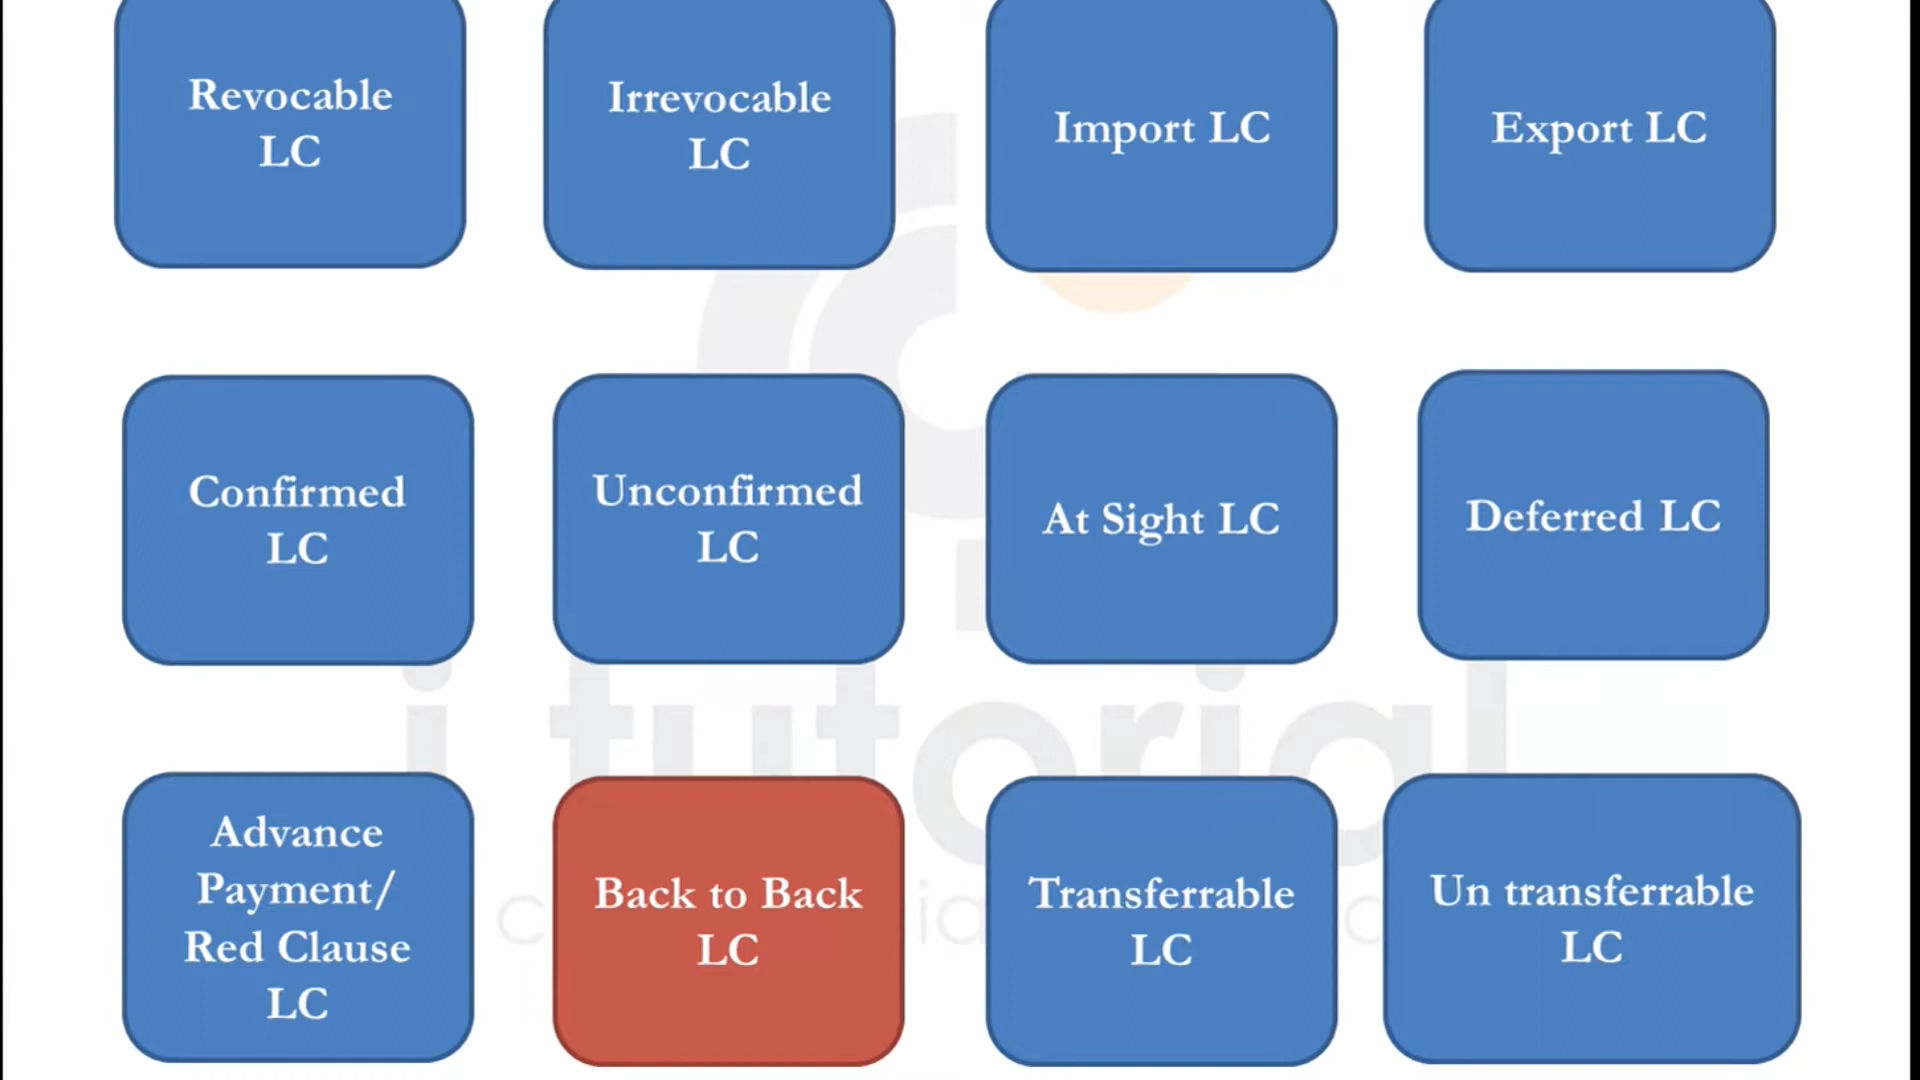 Revocable
LC
Irrevocable
LC
Import LC
Export LC
Confirmed
LC
Unconfirmed
LC
At Sight LC
Deferred LC
Advance
Payment/
Red Clause
LC
Back to Back
LC
Transferrable
LC
Un transferrable
LC
i tutorial